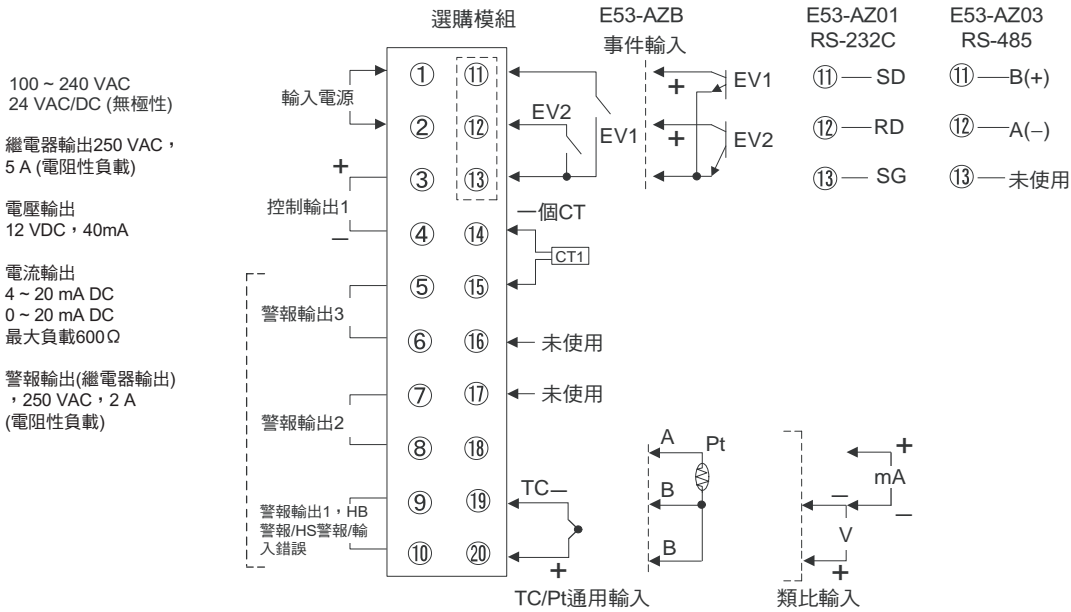 選購模組
E53-AZB
事件輸入
E53-AZ01
RS-232C
E53-AZ03
RS-485
100 ~ 240 VAC
24 VAC/DC (無極性)
繼電器輸出250 VAC，
5 A (電阻性負載)
電壓輸出
12 VDC，40mA
電流輸出
4 ~ 20 mA DC
0 ~ 20 mA DC
最大負載600Ω
警報輸出(繼電器輸出)
，250 VAC，2 A
(電阻性負載)
輸入電源
+
控制輸出1
−
警報輸出3
警報輸出2
警報輸出1，HB
警報/HS警報/輸
入錯誤
① ⑪
② ⑫
③ ⑬
④ ⑭
⑤ ⑮
⑥ ⑯
⑦ ⑰
⑧ ⑱
⑨ ⑲
⑩ ⑳
EV2
EV1
一個CT
CT1
未使用
未使用
TC−
+
TC/Pt通用輸入
+ EV1
+ EV2
⑪ — SD
⑫ — RD
⑬ — SG
⑪ — B(+)
⑫ — A(−)
⑬ — 未使用
A
Pt
B
B
+
mA
− −
V
+
類比輸入